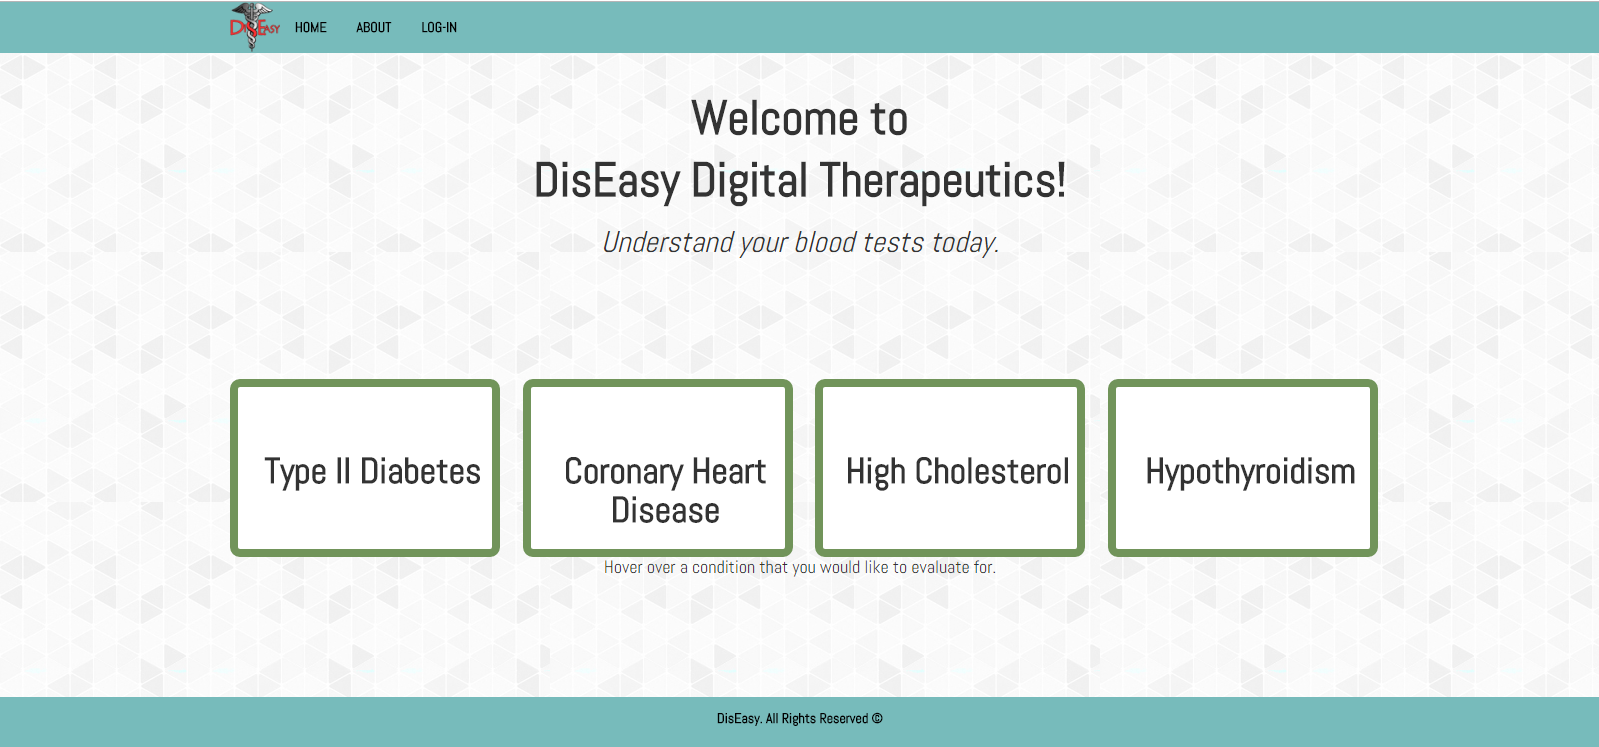 DisEasy
HOME ABOUT LOG-IN
Welcome to
DisEasy Digital Therapeutics!
Understand your blood tests today.
Type II Diabetes
Coronary Heart
Disease
High Cholesterol
Hypothyroidism
Hover over a condition that you would like to evaluate for.
DisEasy. All Rights Reserved ©